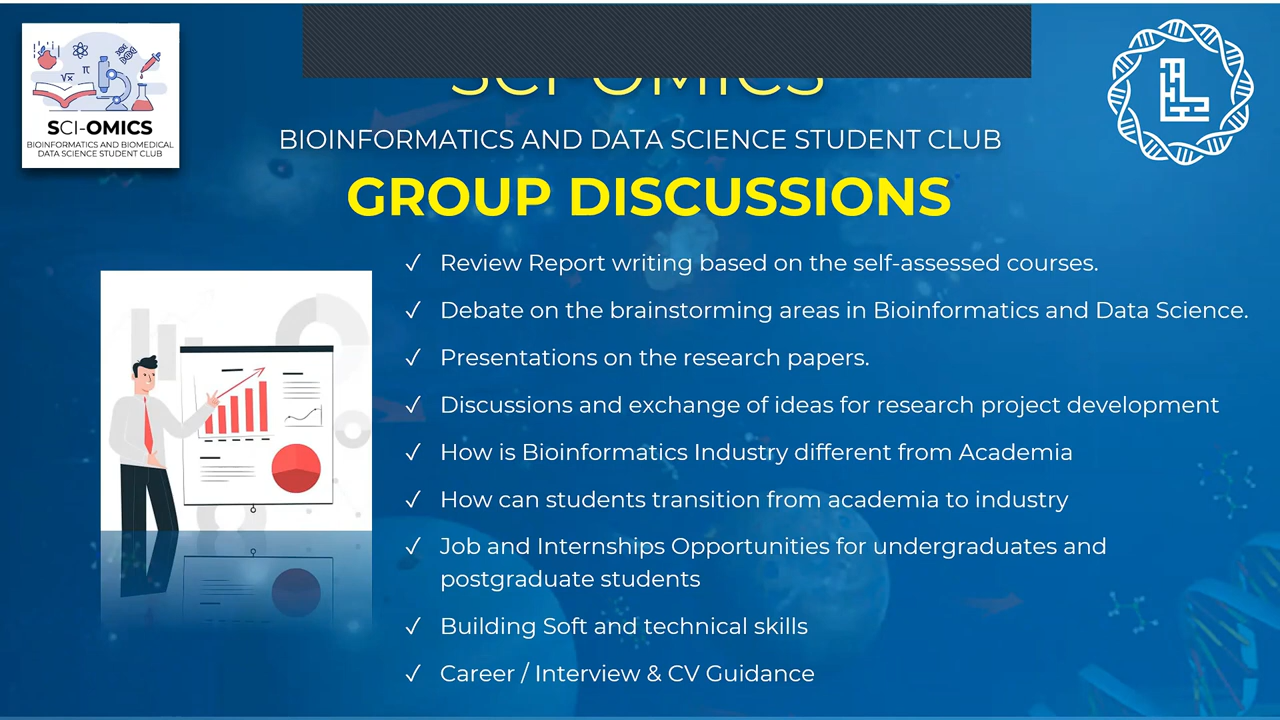 SCI-OMICS
BIOINFORMATICS AND BIOMEDICAL
DATA SCIENCE STUDENT CLUB
SCI-OMICS
BIOINFORMATICS AND DATA SCIENCE STUDENT CLUB
GROUP DISCUSSIONS
✓ Review Report writing based on the self-assessed courses.
✓ Debate on the brainstorming areas in Bioinformatics and Data Science.
✓ Presentations on the research papers.
✓ Discussions and exchange of ideas for research project development
✓ How is Bioinformatics Industry different from Academia
✓ How can students transition from academia to industry
✓ Job and Internships Opportunities for undergraduates and
postgraduate students
✓ Building Soft and technical skills
✓ Career / Interview & CV Guidance